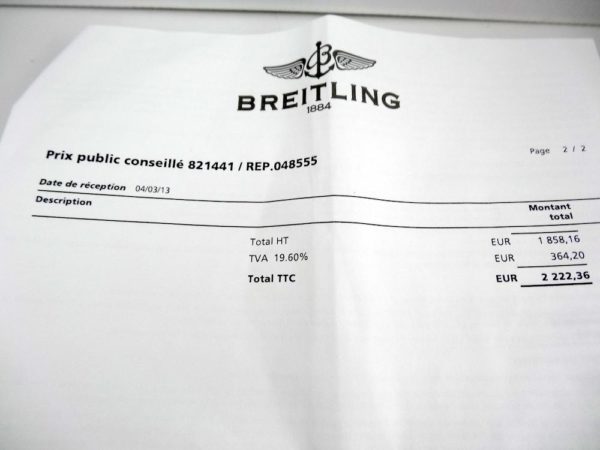 B
BREITLING
1884
Page 2 / 2
Prix public conseillé 821441 / REP.048555
Date de réception 04/03/13
Description Montant total
Total HT EUR 1 858,16
TVA 19.60% EUR 364,20
Total TTC EUR 2 222,36